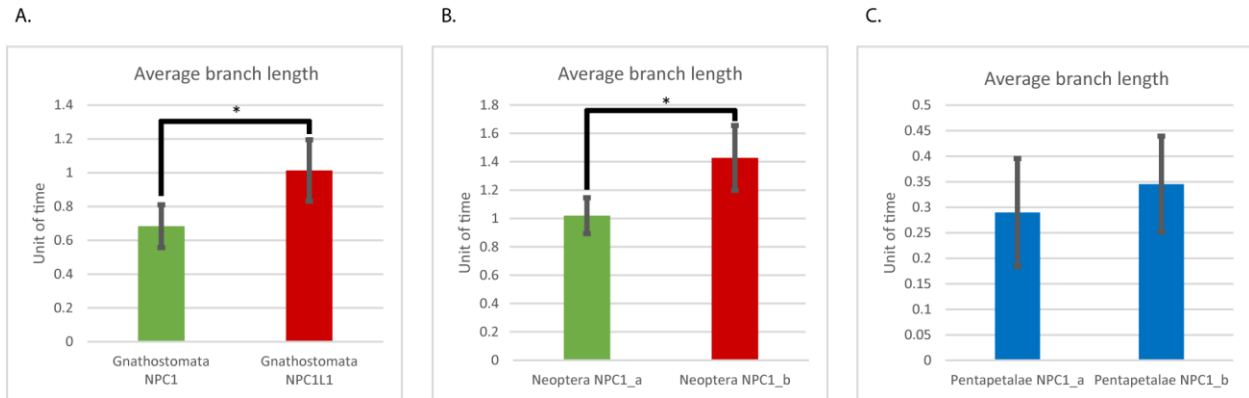 A.
Average branch length
1.4
1.2
1
0.8
0.6
0.4
0.2
0
Unit of time
*
Gnathostomata
NPC1
Gnathostomata
NPC1L1
B.
Average branch length
1.8
1.6
1.4
1.2
1
0.8
0.6
0.4
0.2
0
Unit of time
*
Neoptera NPC1_a
Neoptera NPC1_b
C.
Average branch length
0.5
0.45
0.4
0.35
0.3
0.25
0.2
0.15
0.1
0.05
0
Unit of time
Pentapetalae NPC1_a
Pentapetalae NPC1_b